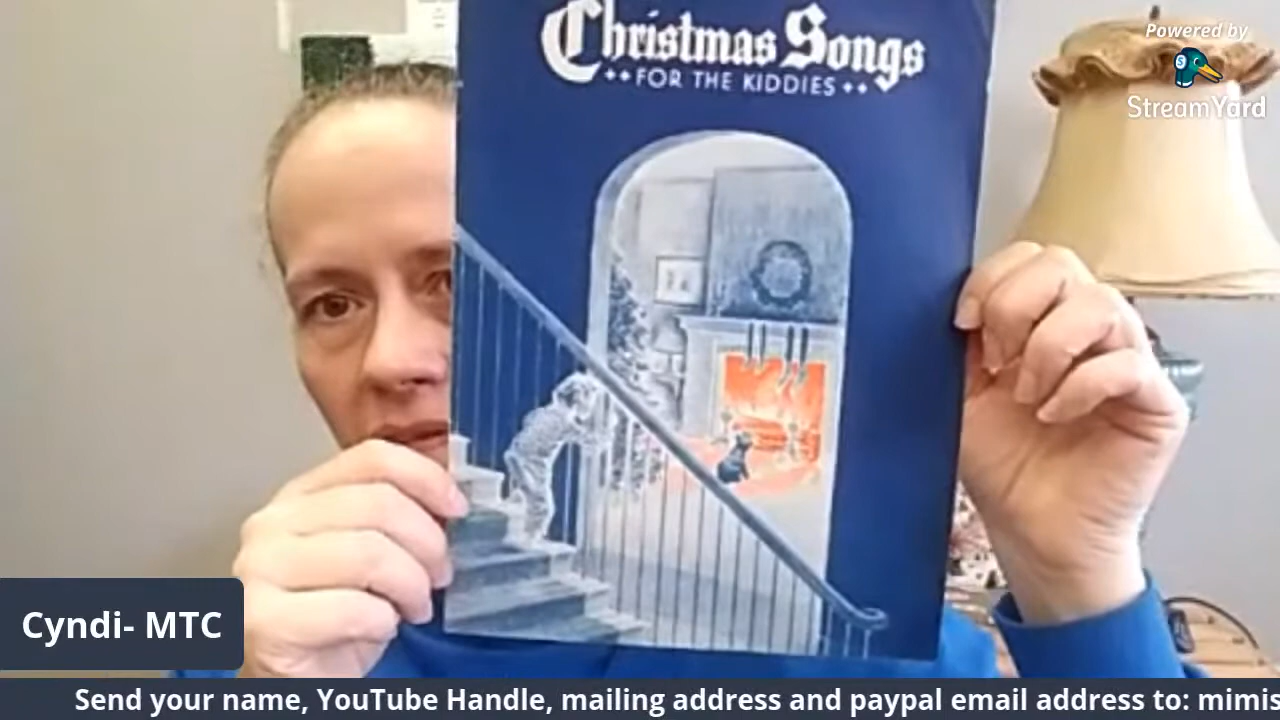 Christmas Songs
FOR THE KIDDIES
Powered by
StreamYard
Cyndi- MTC
Send your name, YouTube Handle, mailing address and paypal email address to: mimis